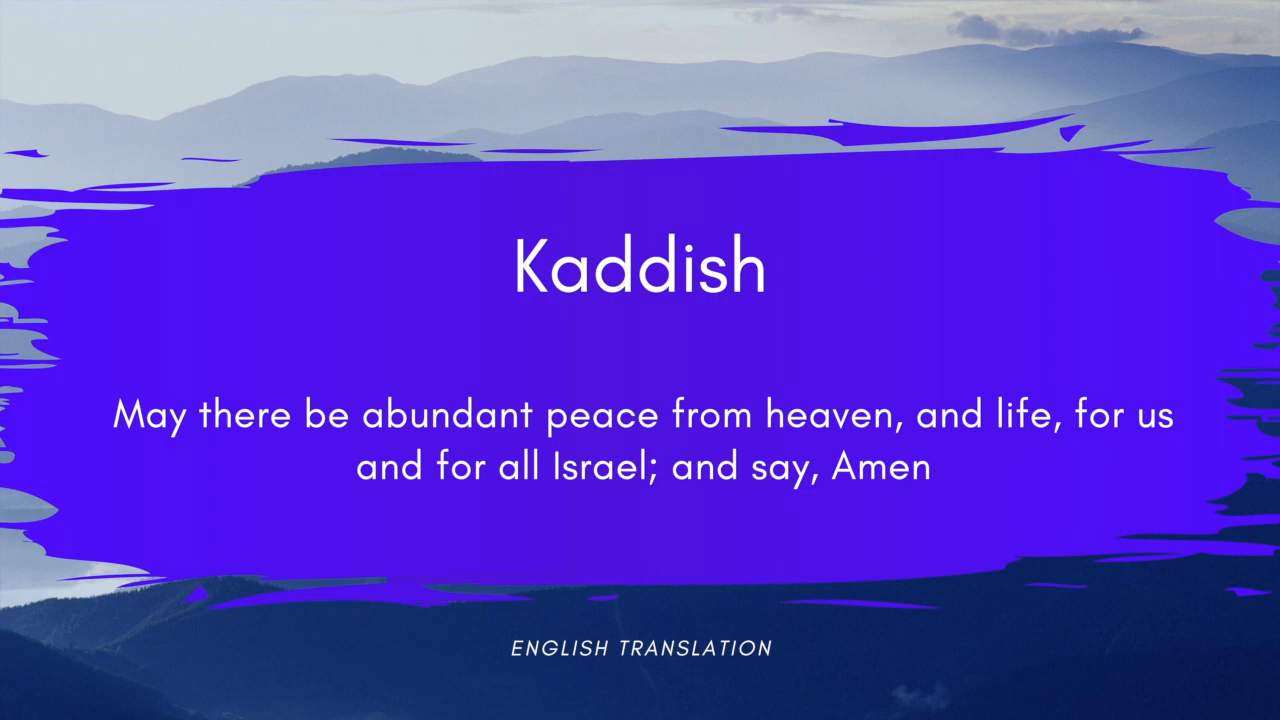 Kaddish
May there be abundant peace from heaven, and life, for us
and for all Israel; and say, Amen
ENGLISH TRANSLATION